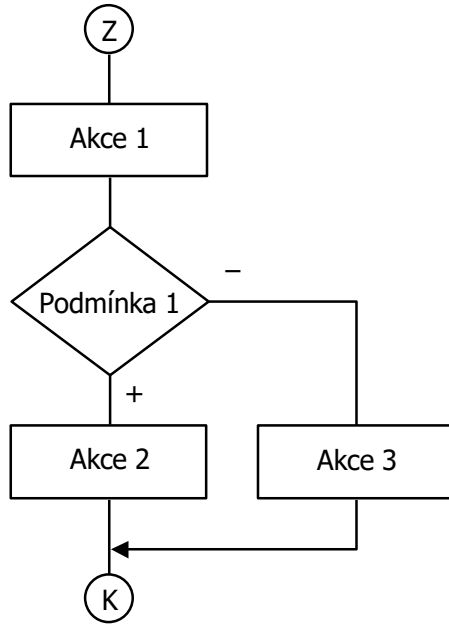 Z
Akce 1
–
Podmínka 1
+
Akce 2
Akce 3
K